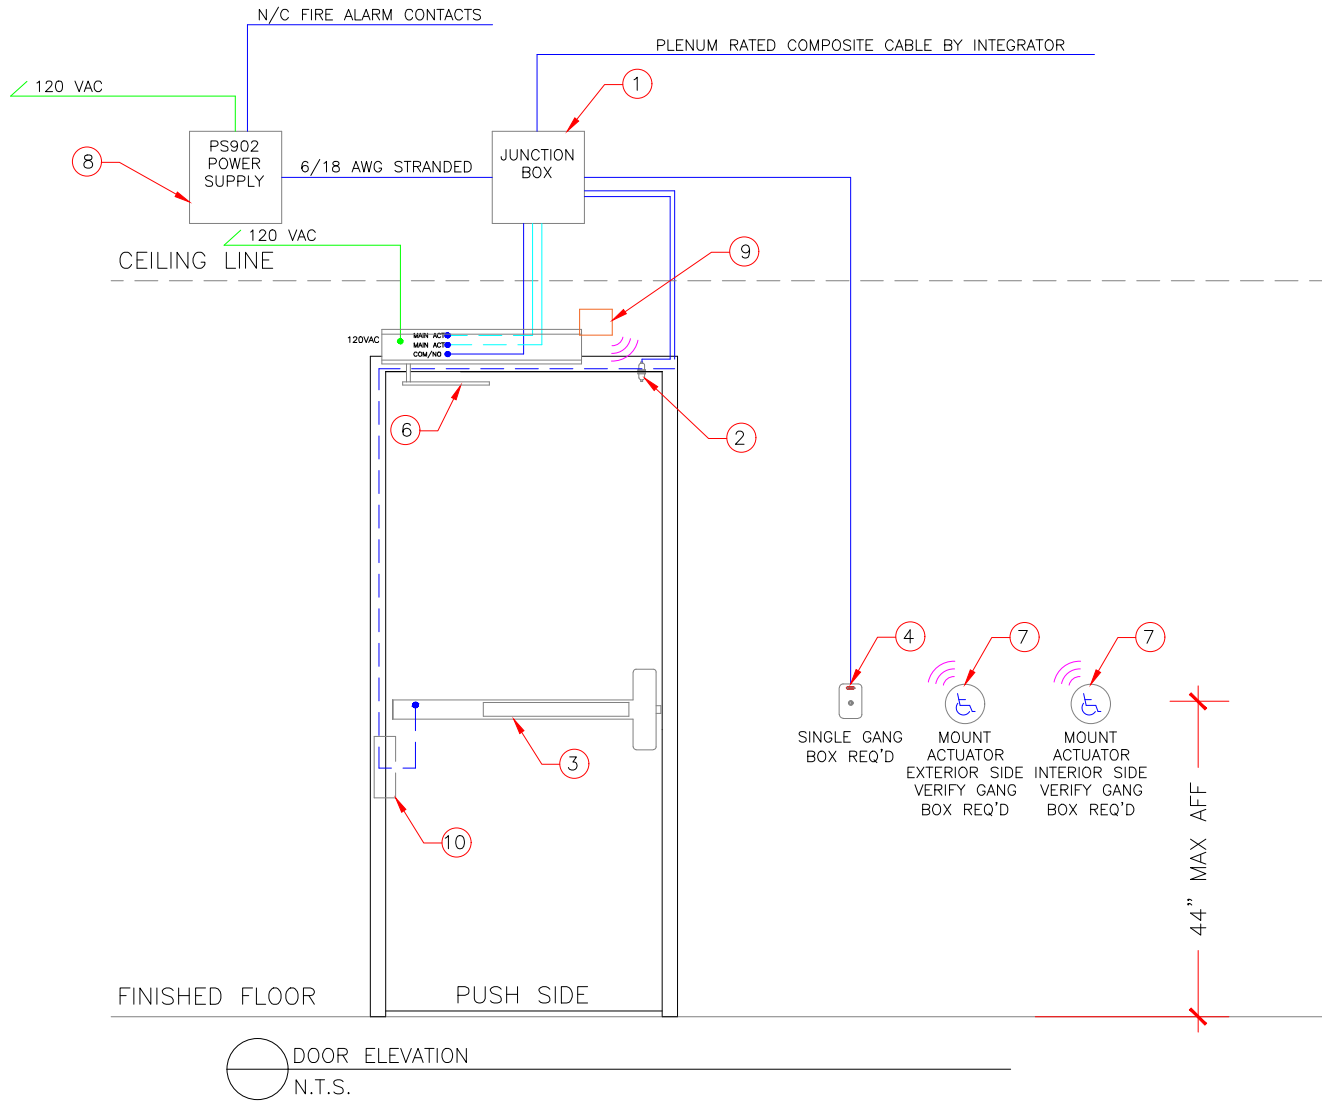 N/C FIRE ALARM CONTACTS
PLENUM RATED COMPOSITE CABLE BY INTEGRATOR
120 VAC
1
PS902
POWER
SUPPLY
8
6/18 AWG STRANDED
JUNCTION
BOX
120 VAC
CEILING LINE
9
120VAC
MAIN ACT
MAIN ACT
COM/NO
6
2
4
7
7
SINGLE GANG
BOX REQ'D
MOUNT
ACTUATOR
EXTERIOR SIDE
VERIFY GANG
BOX REQ'D
MOUNT
ACTUATOR
INTERIOR SIDE
VERIFY GANG
BOX REQ'D
3
10
44" MAX AFF
FINISHED FLOOR
PUSH SIDE
DOOR ELEVATION
N.T.S.